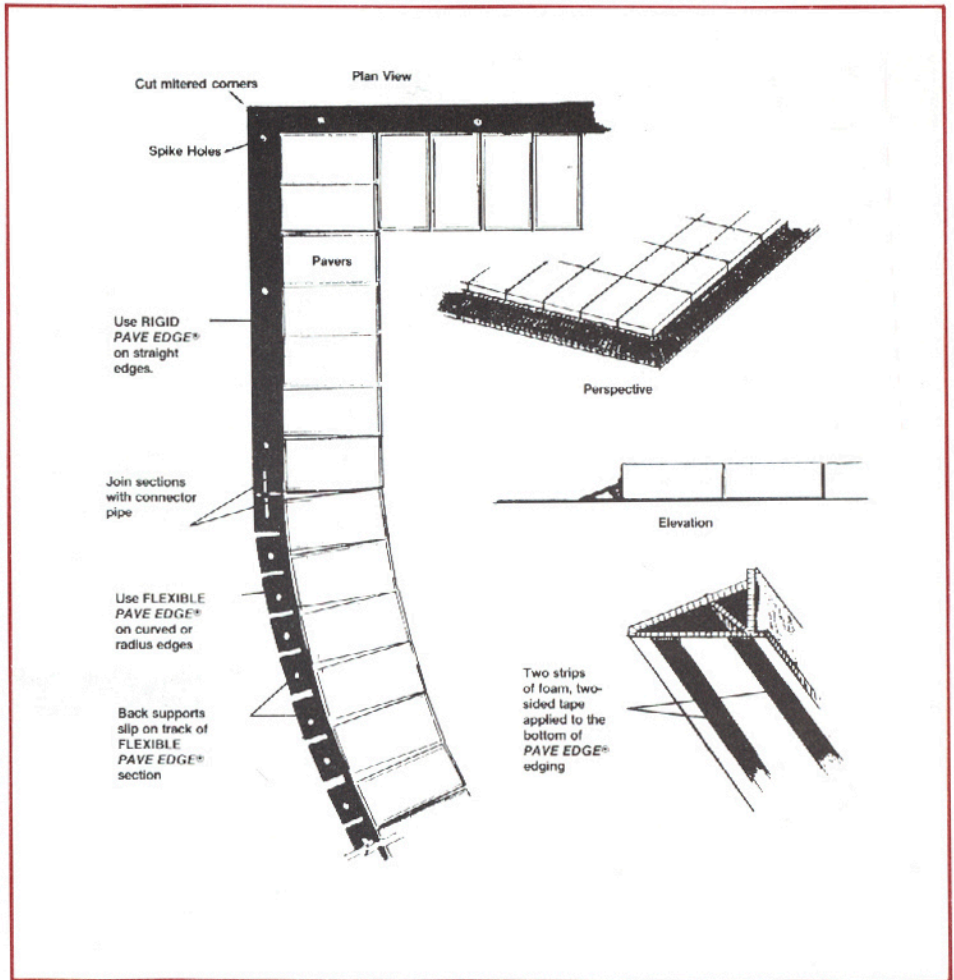 Plan View
Cut mitered corners
Spike Holes
Pavers
Use RIGID
PAVE EDGE®
on straight
edges.
Perspective
Join sections
with connector
pipe
Elevation
Use FLEXIBLE
PAVE EDGE®
on curved or
radius edges
Back supports
slip on track of
FLEXIBLE
PAVE EDGE®
section
Two strips
of foam, two-
sided tape
applied to the
bottom of
PAVE EDGE®
edging